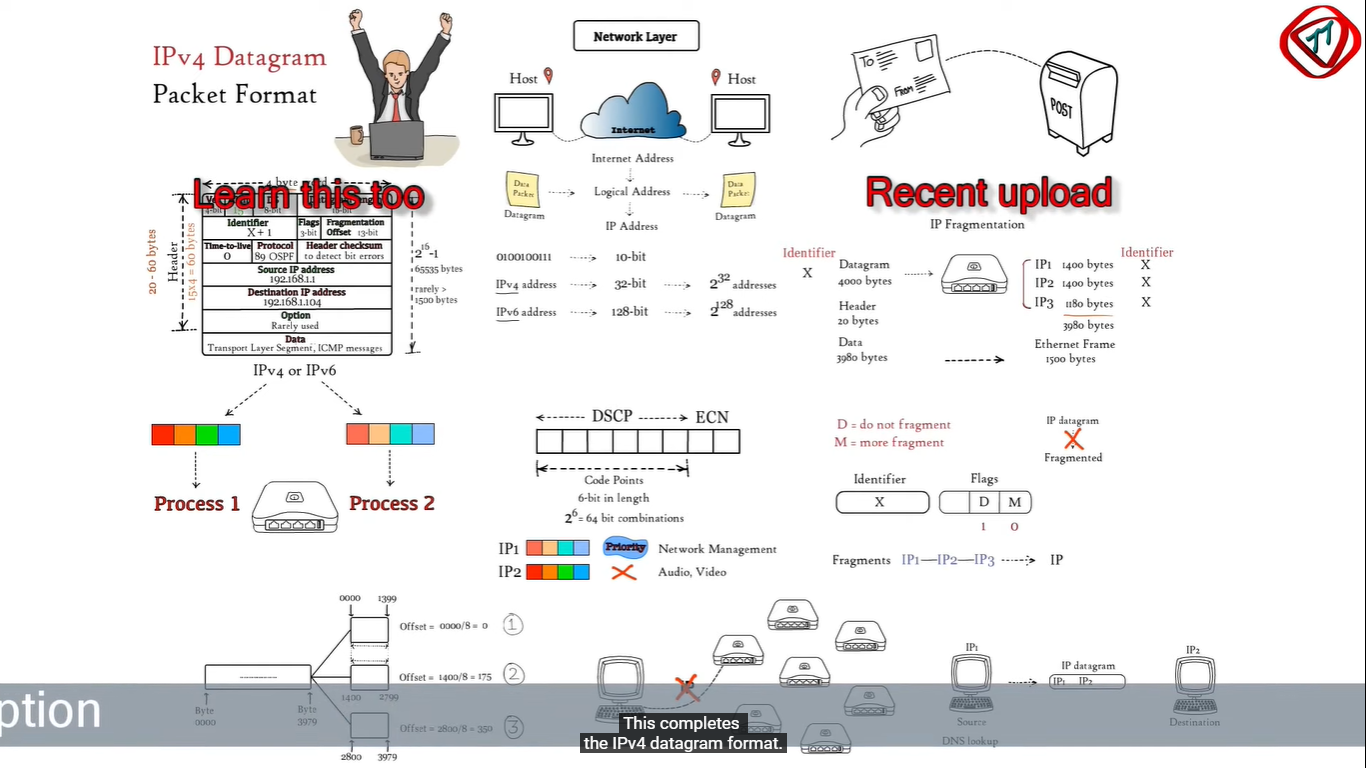 IPv4 Datagram
Packet Format
Network Layer
Host
Host
Internet
Internet Address
Data Packet
Logical Address
Data Packet
Datagram
Datagram
IP Address
To
From
POST
Learn this too
Recent upload
4 byte
4-bit
8-bit
16-bit
Identifier
X + 1
Flags
3-bit
Fragmentation
Offset 13-bit
Time-to-live
0
Protocol
89 OSPF
Header checksum
to detect bit errors
Source IP address
192.168.1.1
Destination IP address
192.168.1.104
Option
Rarely used
Data
Transport Layer Segment, ICMP messages
20 - 60 bytes
Header
15x4 = 60 bytes
2^16-1
65535 bytes
rarely >
1500 bytes
IPv4 or IPv6
Process 1
Process 2
0100100111 10-bit
IPv4 address 32-bit 2^32 addresses
IPv6 address 128-bit 2^128 addresses
IP Fragmentation
Identifier
X
Datagram
4000 bytes
Header
20 bytes
Data
3980 bytes
Identifier
IP1 1400 bytes X
IP2 1400 bytes X
IP3 1180 bytes X
3980 bytes
Ethernet Frame
1500 bytes
DSCP ECN
Code Points
6-bit in length
2^6 = 64 bit combinations
IP1 Priority Network Management
IP2 Audio, Video
D = do not fragment
M = more fragment
IP datagram
Fragmented
Identifier
Flags
X
D M
1 0
Fragments IP1—IP2—IP3 IP
0000 1399
Offset = 0000/8 = 0 1
Offset = 1400/8 = 175 2
1400 2799
Byte
0000
Byte
3979
Offset = 2800/8 = 350 3
2800 3979
IP1
IP datagram
IP1 IP2
IP2
Source
Destination
DNS lookup
ption
This completes
the IPv4 datagram format.